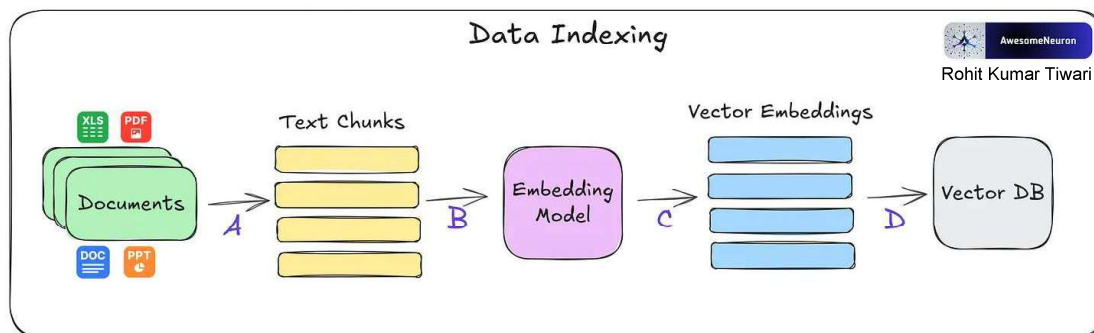 Data Indexing
AwesomeNeuron
Rohit Kumar Tiwari
XLS
PDF
Documents
DOC
PPT
A
Text Chunks
B
Embedding
Model
C
Vector Embeddings
D
Vector DB